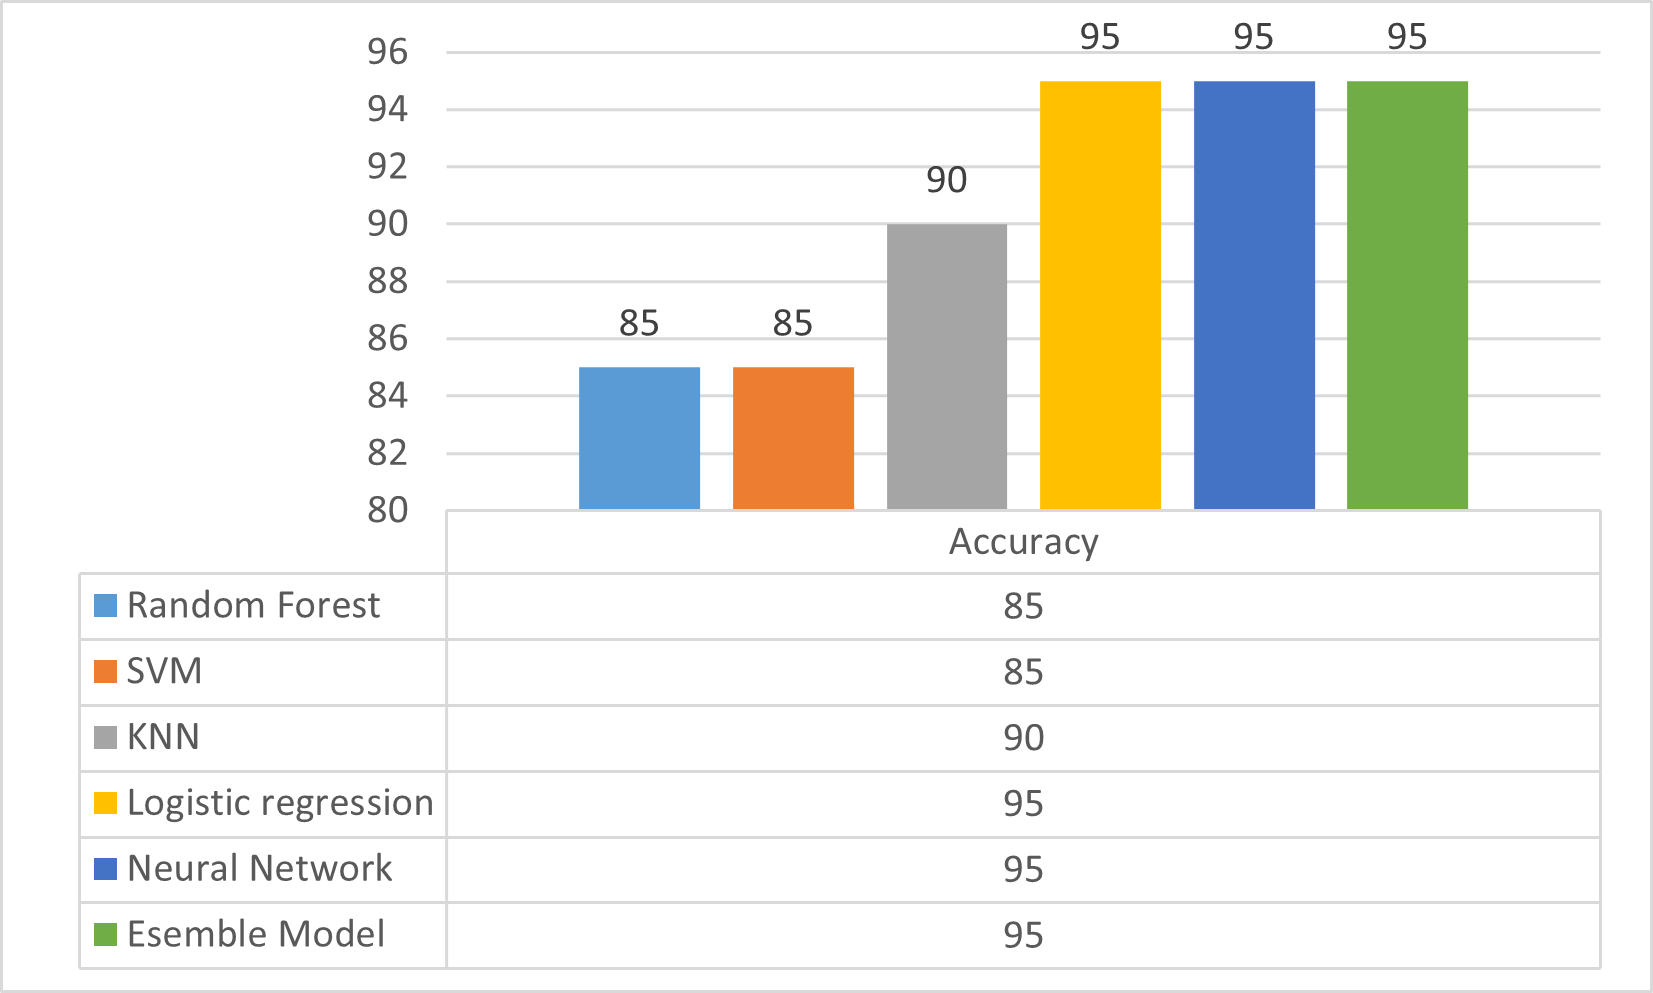 95 95 95
96
94
92
90
90
88
85 85
86
84
82
80
Accuracy
Random Forest 85
SVM 85
KNN 90
Logistic regression 95
Neural Network 95
Esemble Model 95